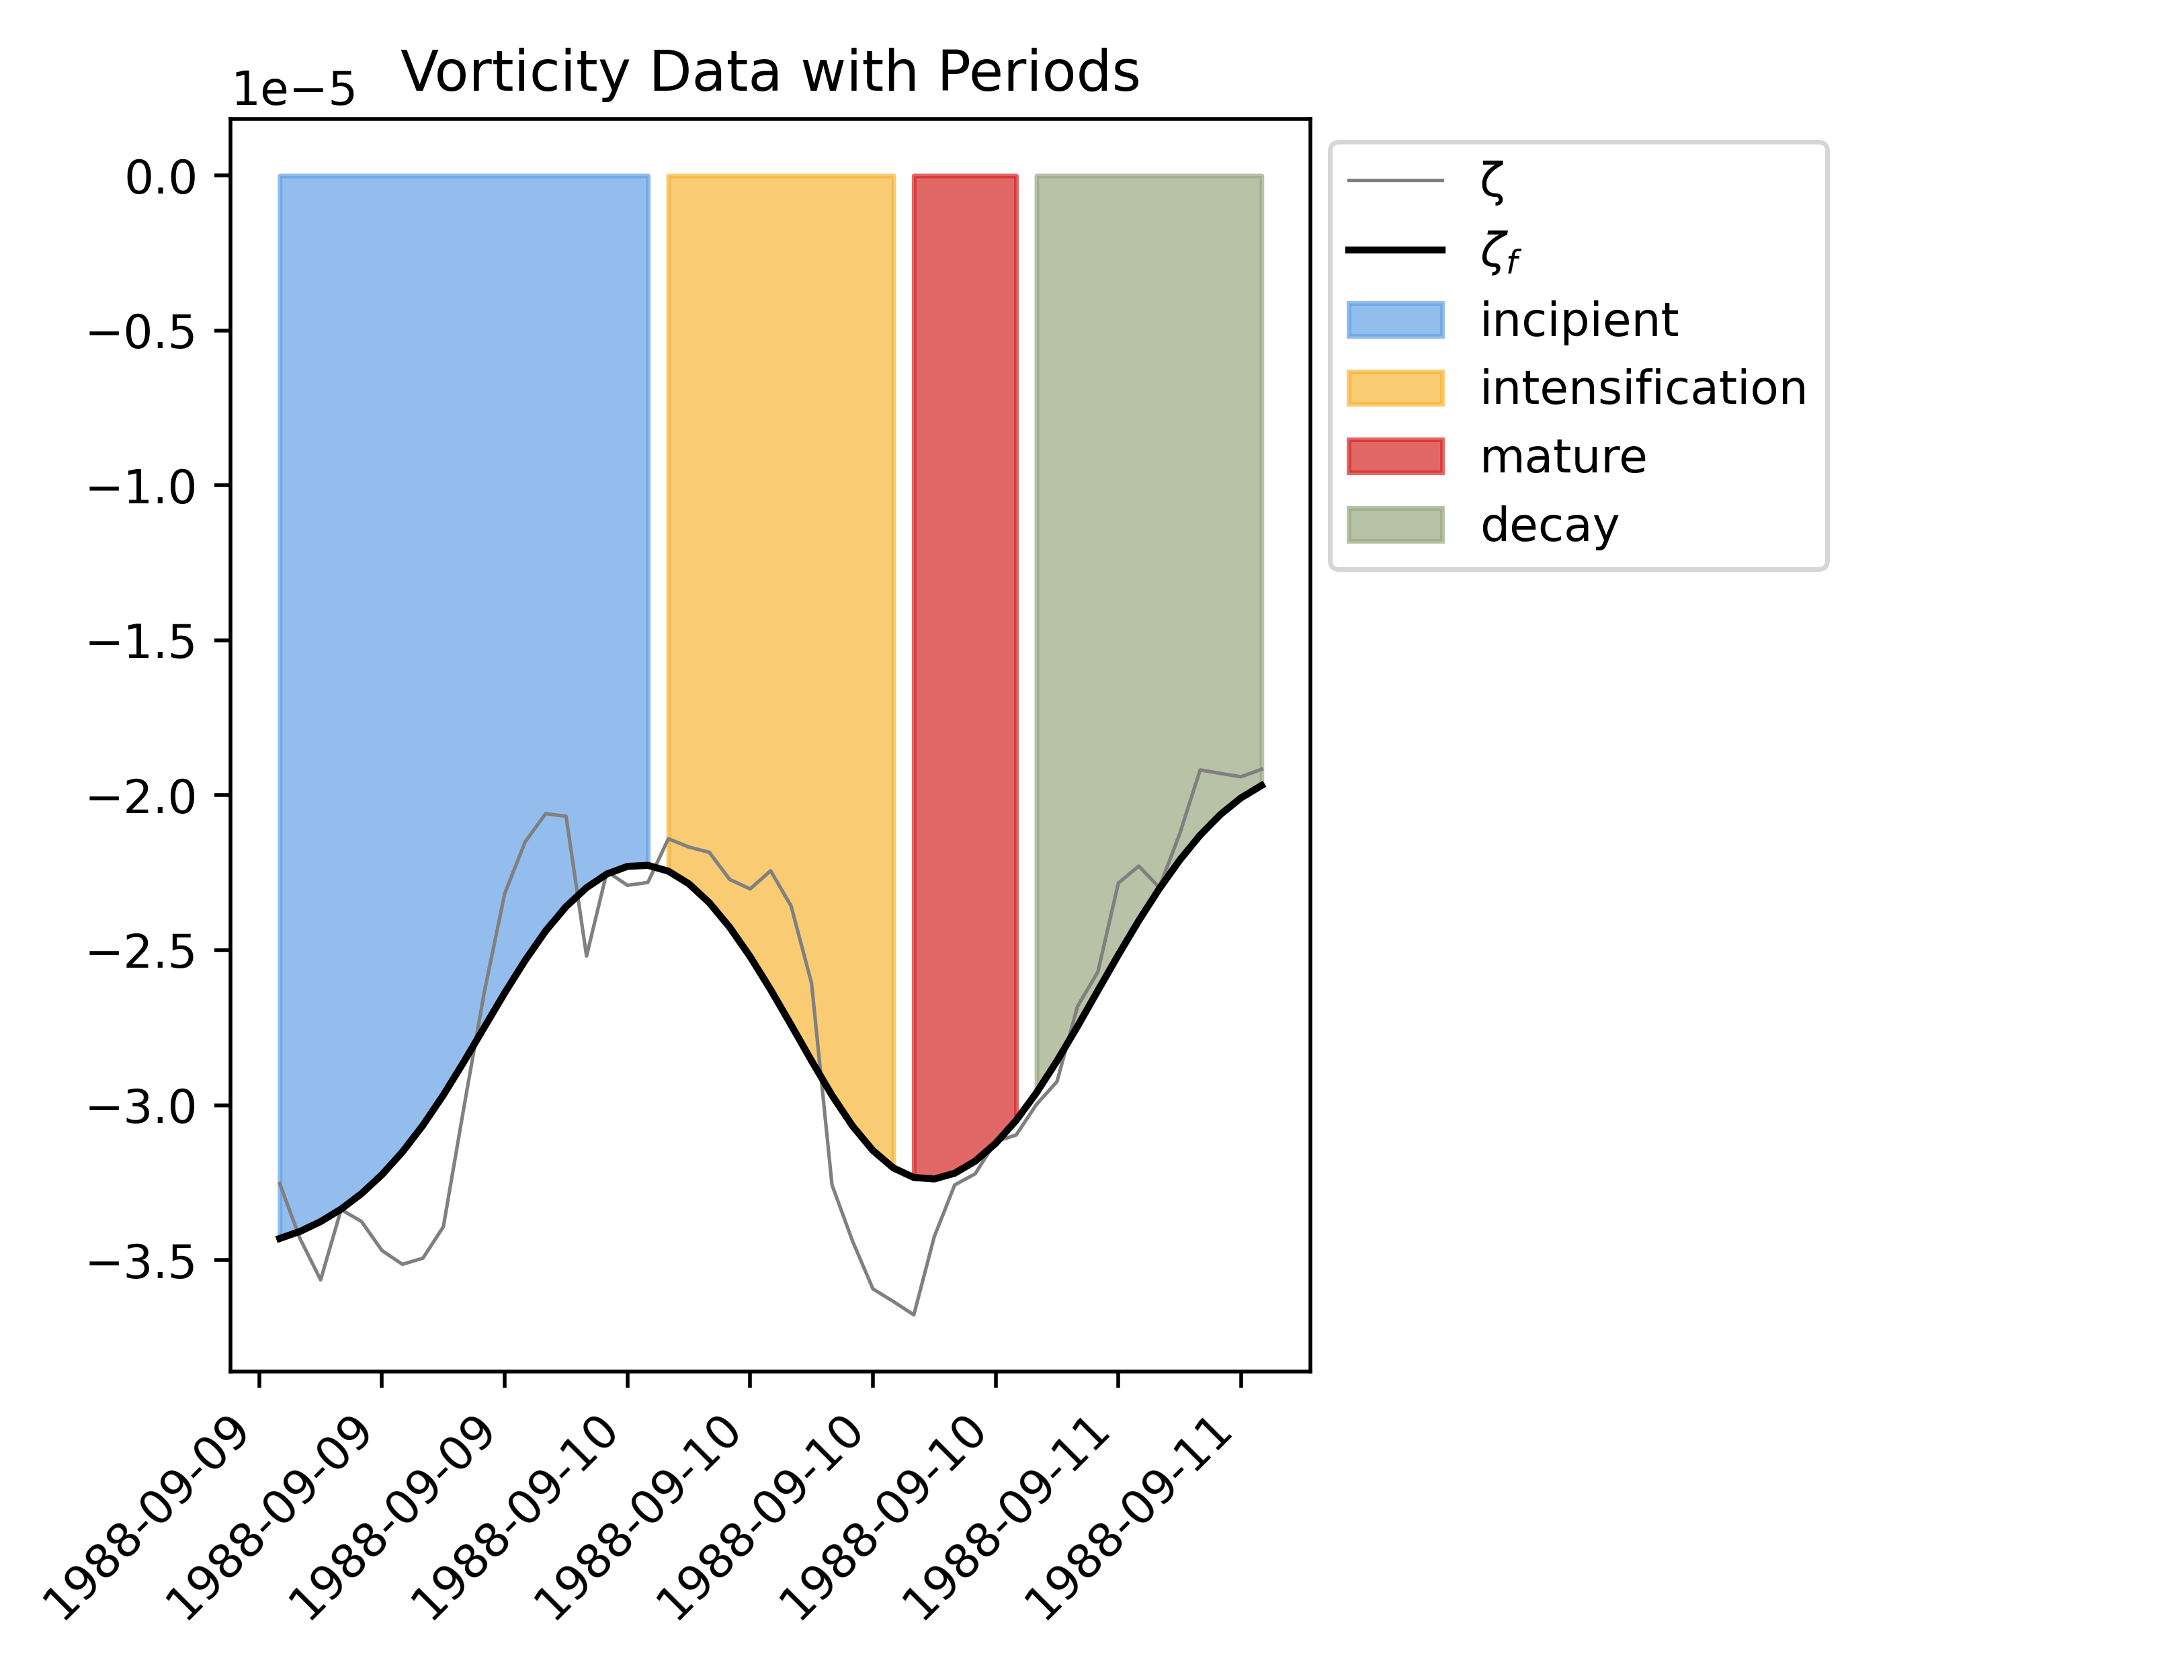 Vorticity Data with Periods
1e−5
0.0
−0.5
−1.0
−1.5
−2.0
−2.5
−3.0
−3.5
1988-09-09
1988-09-09
1988-09-09
1988-09-10
1988-09-10
1988-09-10
1988-09-10
1988-09-11
1988-09-11
ζ
ζf
incipient
intensification
mature
decay